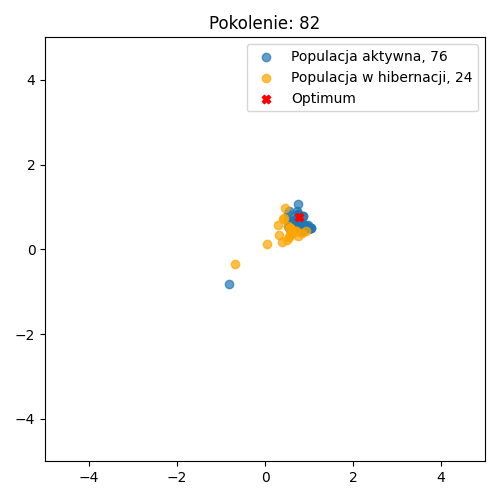 Pokolenie: 82
Populacja aktywna, 76
Populacja w hibernacji, 24
Optimum
4
2
0
−2
−4
−4 −2 0 2 4